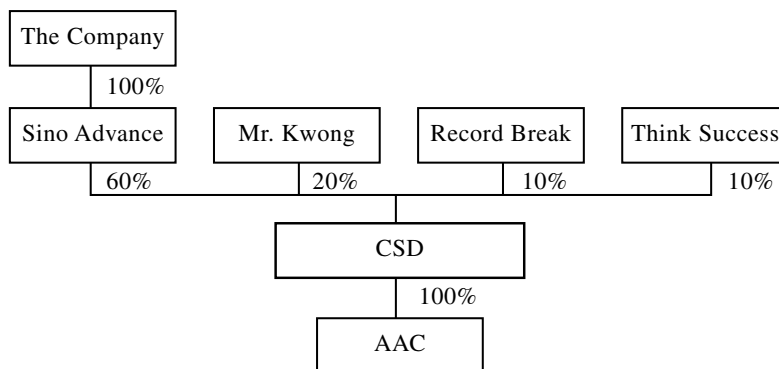 The Company
100%
Sino Advance Mr. Kwong Record Break Think Success
60% 20% 10% 10%
CSD
100%
AAC